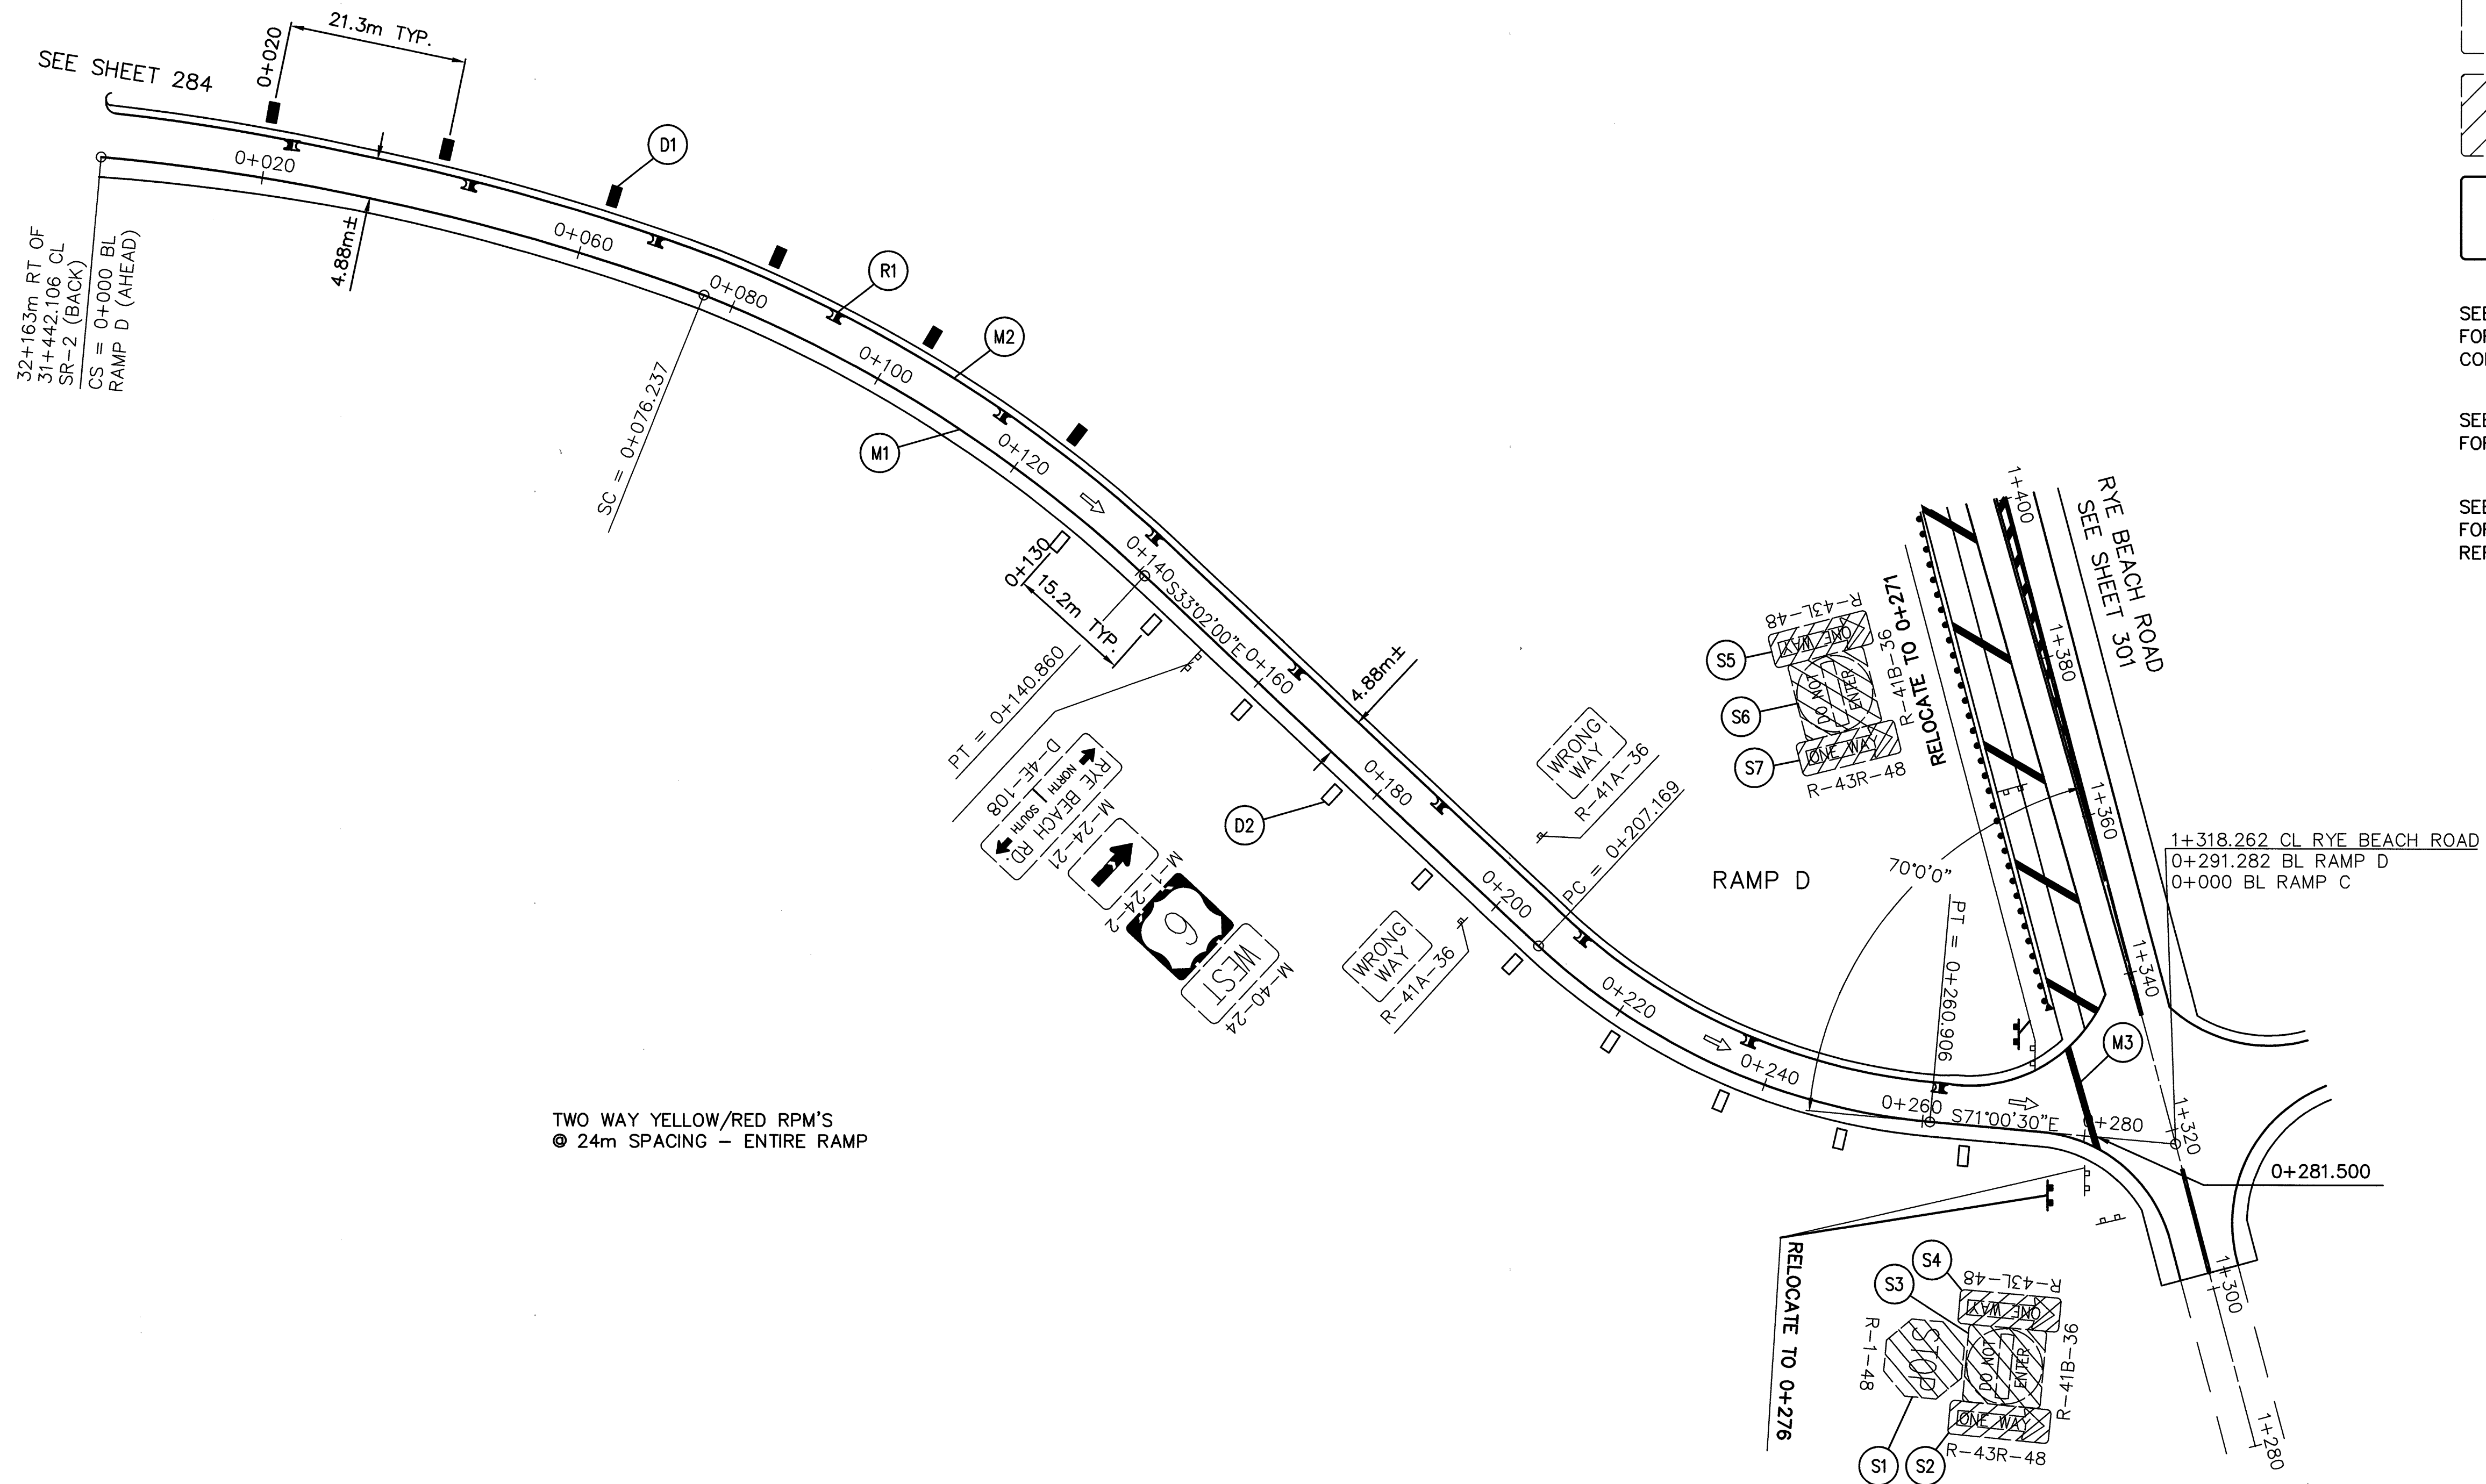 SEE SHEET 284
0+020
21.3m TYP.
D1
0+020
4.88m±
32+163m RT OF
31+442.106 CL
SR-2 (BACK)
CS = 0+000 BL
RAMP D (AHEAD)
0+060
0+080
R1
M2
SC = 0+076.237
0+100
M1
0+120
0+130
15.2m TYP.
0+140
S33°02'00"E
PT = 0+140.860
0+160
4.88m±
0+180
D2
D-4E-108
NORTH
SOUTH
RYE BEACH RD.
M-24-21
M-1-24-2
6
WEST
M-40-24
WRONG
WAY
R-41A-36
PC = 0+207.169
0+200
WRONG
WAY
R-41A-36
0+220
0+240
0+260
S71°00'30"E
PT = 0+260.906
70°0'0"
RAMP D
S5
S6
S7
R-43L-48
ONE WAY
DO NOT
ENTER
R-41B-36
ONE WAY
R-43R-48
RELOCATE TO 0+271
RYE BEACH ROAD
SEE SHEET 301
1+400
1+380
1+360
1+340
1+320
1+300
1+280
M3
1+318.262 CL RYE BEACH ROAD
0+291.282 BL RAMP D
0+000 BL RAMP C
+280
0+281.500
RELOCATE TO 0+276
S4
S3
S1
S2
R-43L-48
ONE WAY
STOP
R-1-48
DO NOT
ENTER
R-41B-36
ONE WAY
R-43R-48
TWO WAY YELLOW/RED RPM'S
@ 24m SPACING – ENTIRE RAMP